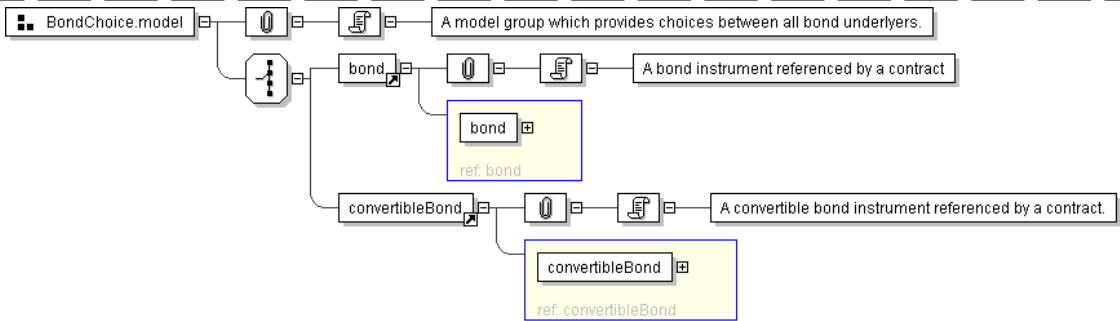 BondChoice.model
A model group which provides choices between all bond underlyers.
bond
A bond instrument referenced by a contract
bond
ref: bond
convertibleBond
A convertible bond instrument referenced by a contract.
convertibleBond
ref: convertibleBond